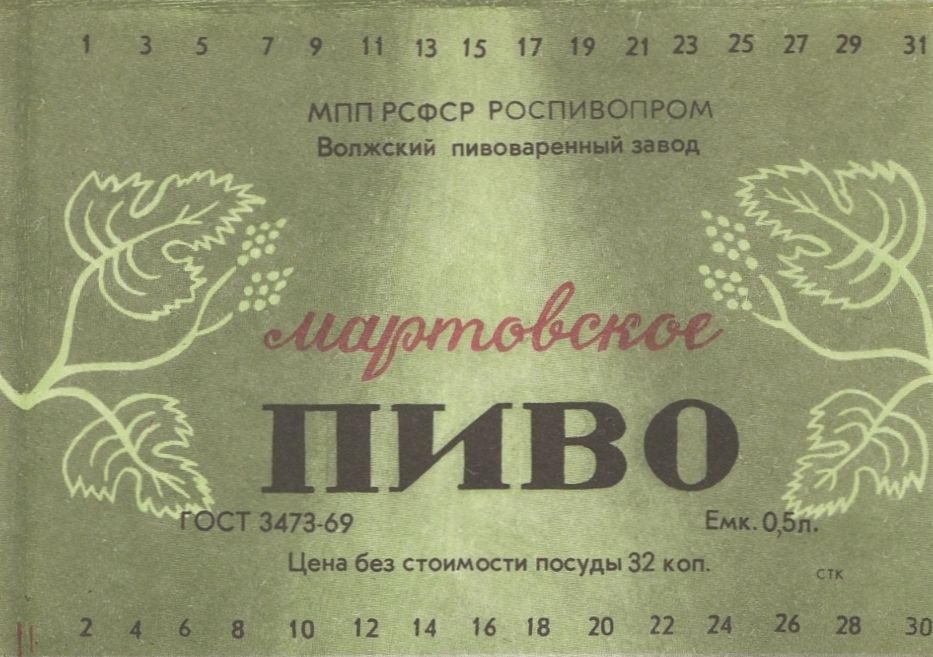 1 3 5 7 9 11 13 15 17 19 21 23 25 27 29 31
МПП РСФСР РОСПИВОПРОМ
Волжский пивоваренный завод
мартовское
ПИВО
ГОСТ 3473-69 Емк. 0,5л.
Цена без стоимости посуды 32 коп.
СТК
2 4 6 8 10 12 14 16 18 20 22 24 26 28 30